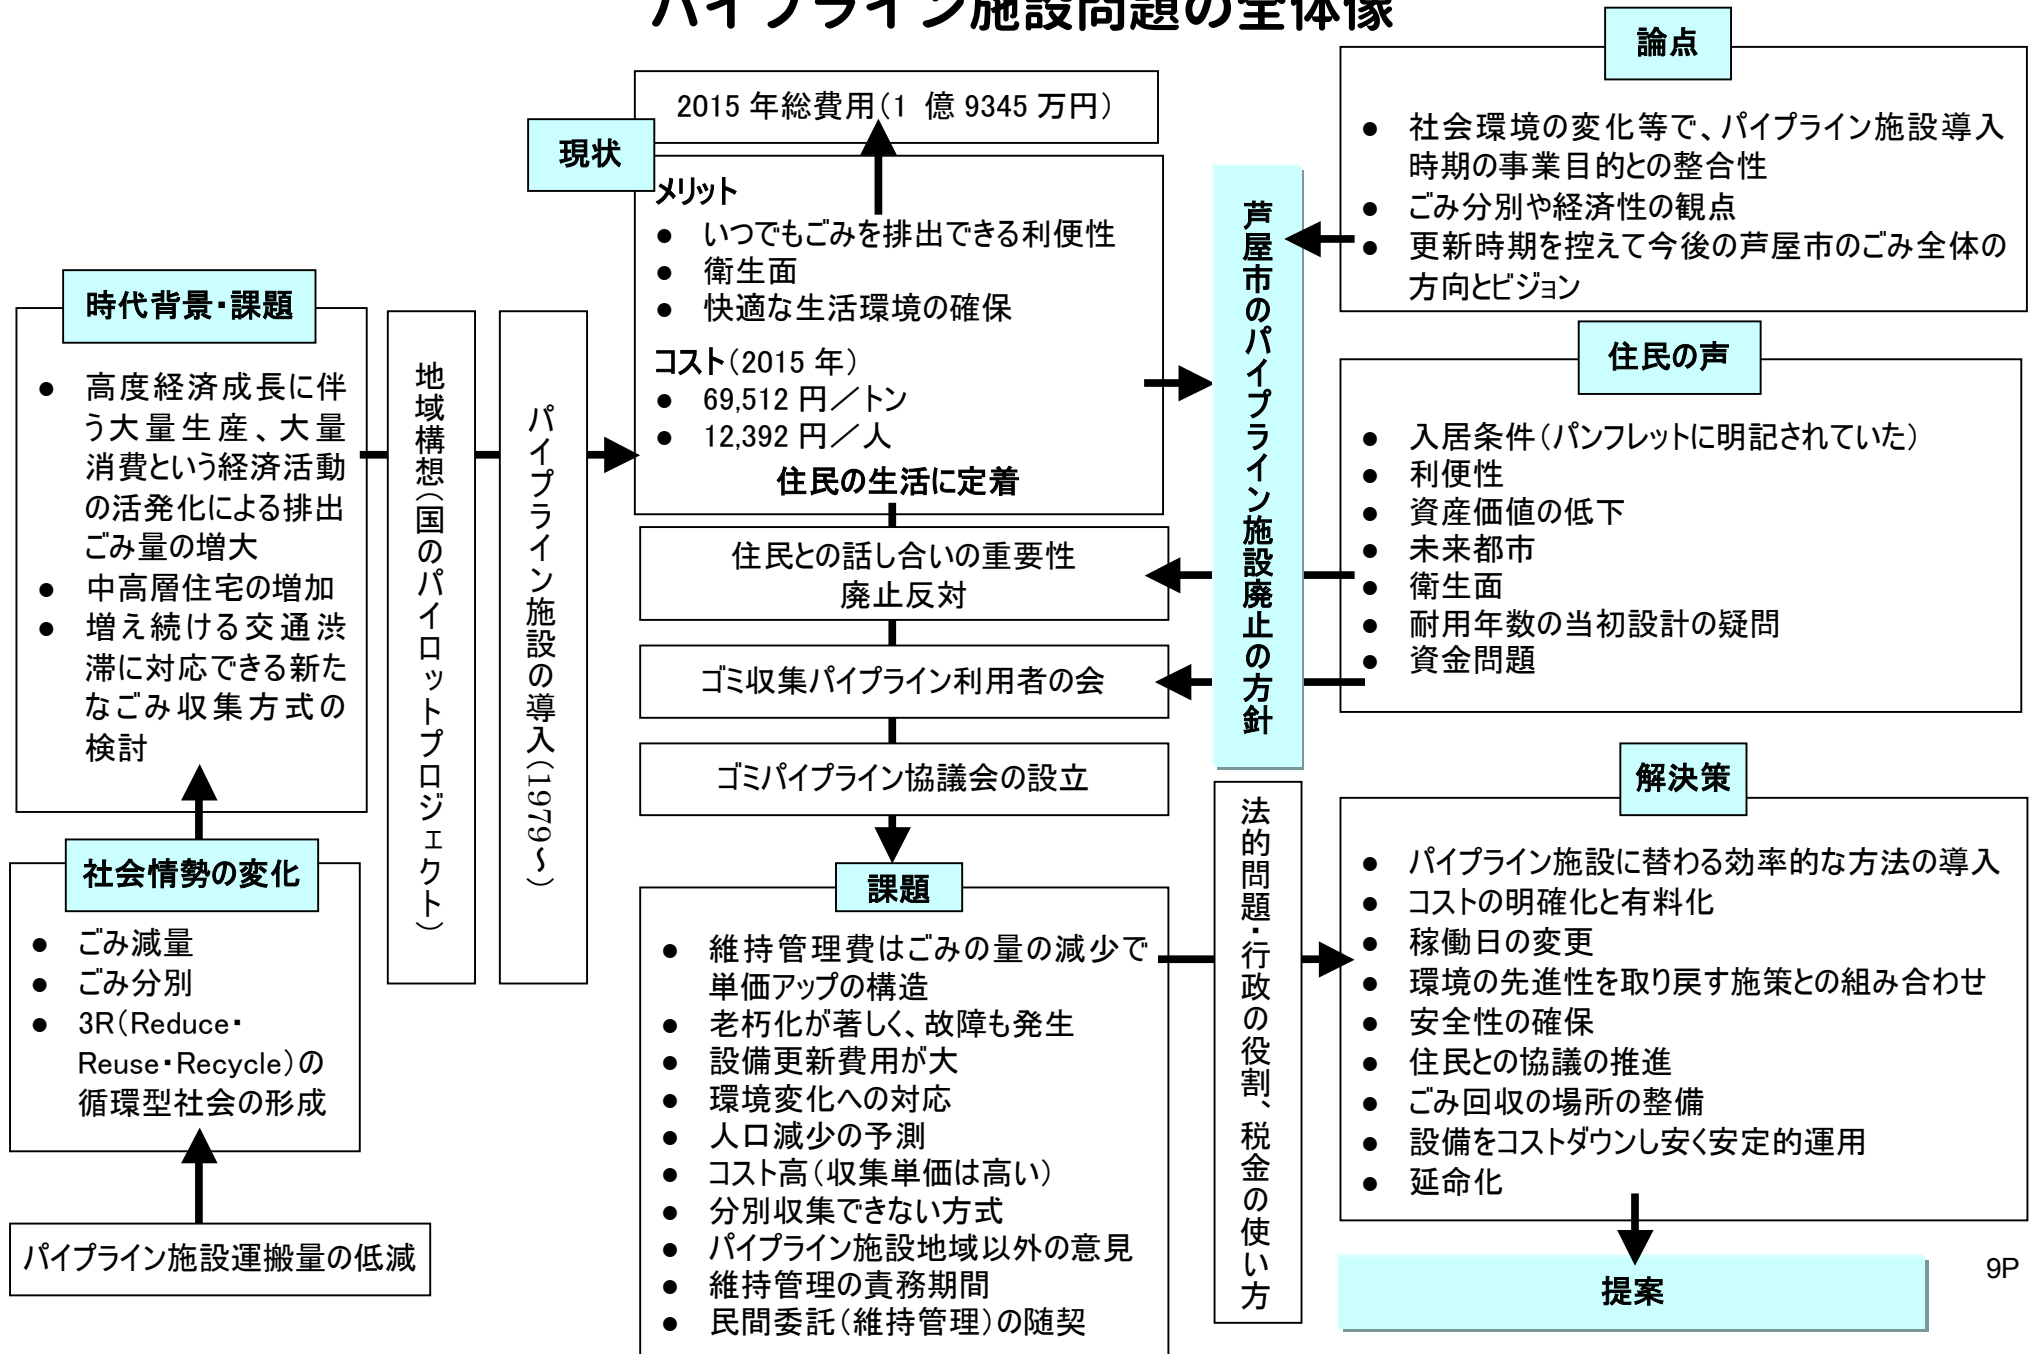 パイプライン施設問題の全体像
時代背景・課題
● 高度経済成長に伴
う大量生産、大量
消費という経済活動
の活発化による排出
ごみ量の増大
● 中高層住宅の増加
● 増え続ける交通渋
滞に対応できる新た
なごみ収集方式の
検討
社会情勢の変化
● ごみ減量
● ごみ分別
● 3R(Reduce・
Reuse・Recycle)の
循環型社会の形成
パイプライン施設運搬量の低減
地域構想(国のパイロットプロジェクト)
パイプライン施設の導入(1979~)
2015 年総費用(1 億 9345 万円)
現状
メリット
● いつでもごみを排出できる利便性
● 衛生面
● 快適な生活環境の確保
コスト(2015 年)
● 69,512 円/トン
● 12,392 円/人
住民の生活に定着
住民との話し合いの重要性
廃止反対
ゴミ収集パイプライン利用者の会
ゴミパイプライン協議会の設立
課題
● 維持管理費はごみの量の減少で
単価アップの構造
● 老朽化が著しく、故障も発生
● 設備更新費用が大
● 環境変化への対応
● 人口減少の予測
● コスト高(収集単価は高い)
● 分別収集できない方式
● パイプライン施設地域以外の意見
● 維持管理の責務期間
● 民間委託(維持管理)の随契
芦屋市のパイプライン施設廃止の方針
法的問題・行政の役割、税金の使い方
論点
● 社会環境の変化等で、パイプライン施設導入
時期の事業目的との整合性
● ごみ分別や経済性の観点
● 更新時期を控えて今後の芦屋市のごみ全体の
方向とビジョン
住民の声
● 入居条件(パンフレットに明記されていた)
● 利便性
● 資産価値の低下
● 未来都市
● 衛生面
● 耐用年数の当初設計の疑問
● 資金問題
解決策
● パイプライン施設に替わる効率的な方法の導入
● コストの明確化と有料化
● 稼働日の変更
● 環境の先進性を取り戻す施策との組み合わせ
● 安全性の確保
● 住民との協議の推進
● ごみ回収の場所の整備
● 設備をコストダウンし安く安定的運用
● 延命化
提案
9P